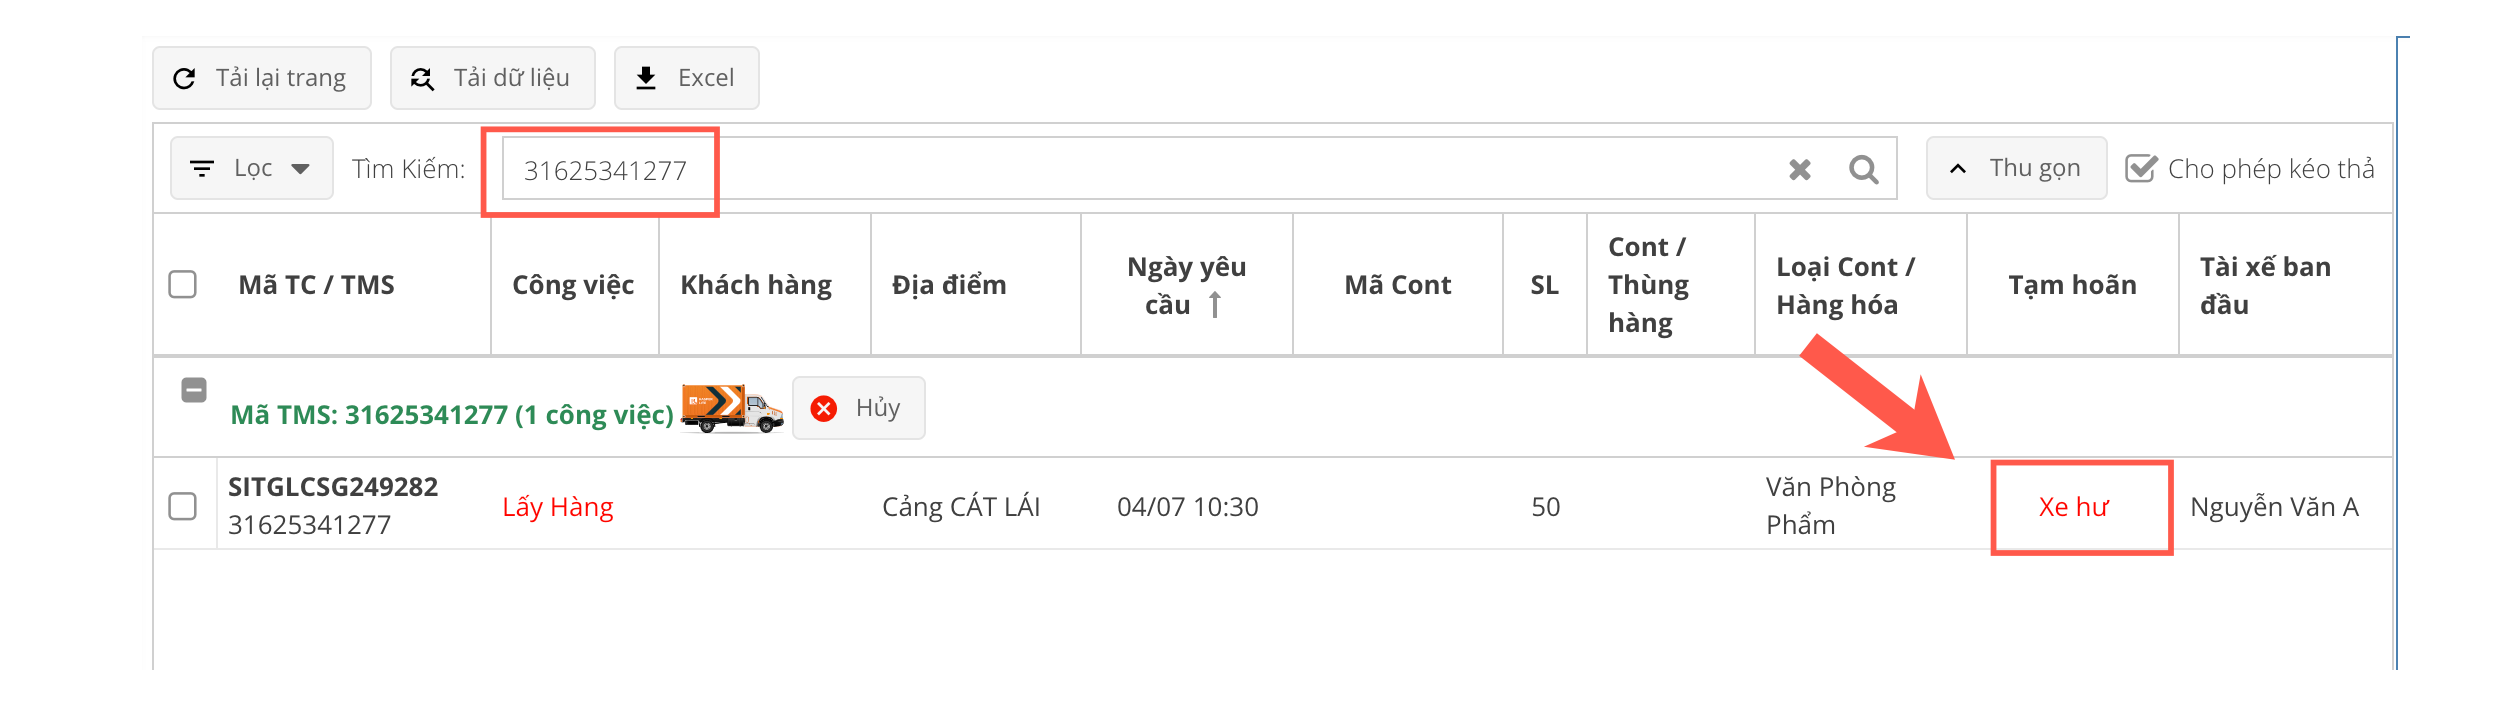 Tải lại trang
Tải dữ liệu
Excel
Lọc
Tìm Kiếm:
31625341277
Thu gọn
Cho phép kéo thả
Mã TC / TMS
Công việc
Khách hàng
Địa điểm
Ngày yêu
cầu
Mã Cont
SL
Cont /
Thùng
hàng
Loại Cont /
Hàng hóa
Tạm hoãn
Tài xế ban
đầu
Mã TMS: 31625341277 (1 công việc)
Hủy
SITGLCSG249282
31625341277
Lấy Hàng
Cảng CÁT LÁI
04/07 10:30
50
Văn Phòng
Phẩm
Xe hư
Nguyễn Văn A